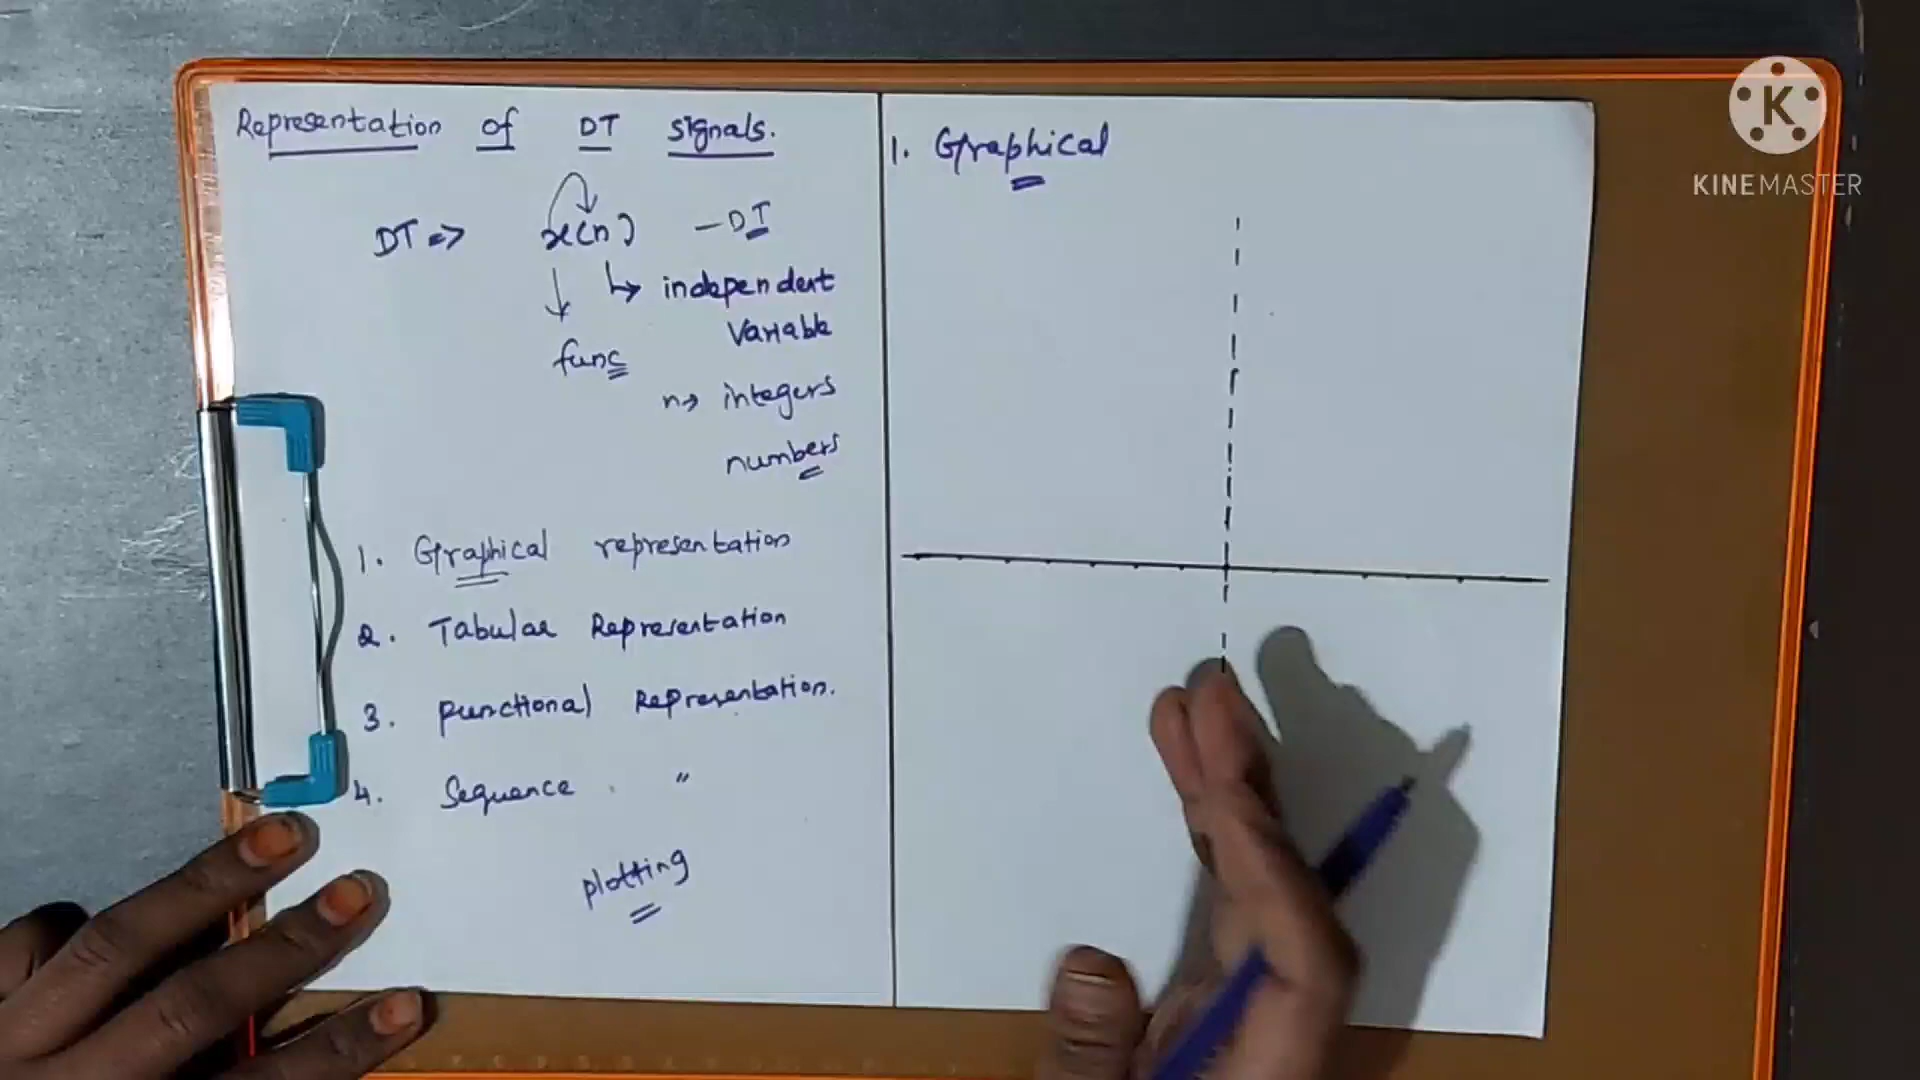 Representation of DT signals.
DT => x(n) – DT
↳ independent
variable
func
n → integers
numbers
1. Graphical representation
2. Tabular Representation
3. Functional Representation.
4. Sequence "
plotting
1. Graphical
K
KINEMASTER